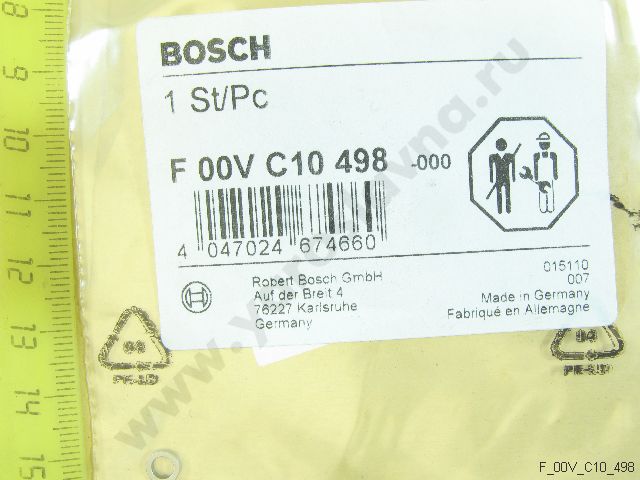 BOSCH
1 St/Pc
F 00V C10 498 -000
4 047024 674660
Robert Bosch GmbH
Auf der Breit 4
76227 Karlsruhe
Germany
015110
007
Made in Germany
Fabriqué en Allemagne
04
PE-LD
04
PE-LD
8
9
10
11
12
13
14
15
F_00V_C10_498